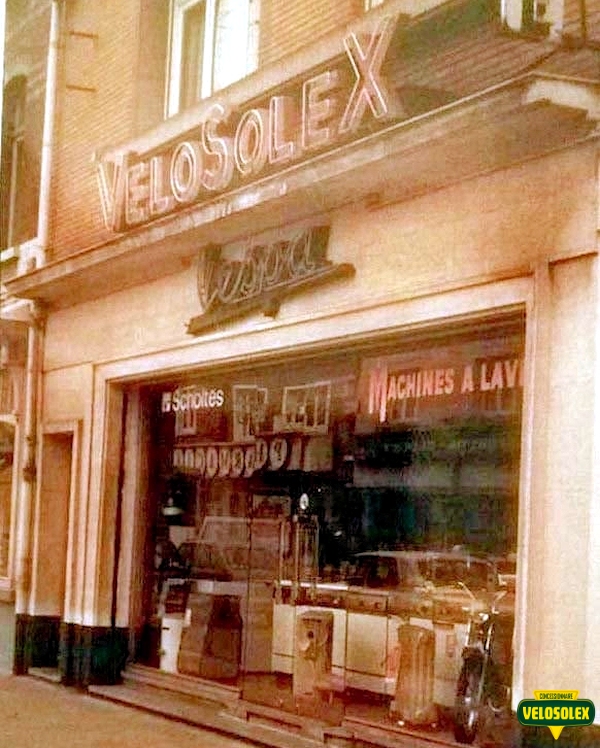 VELOSOLEX
Vespa
Scholtès
MACHINES A LAV
CONCESSIONNAIRE
VELOSOLEX